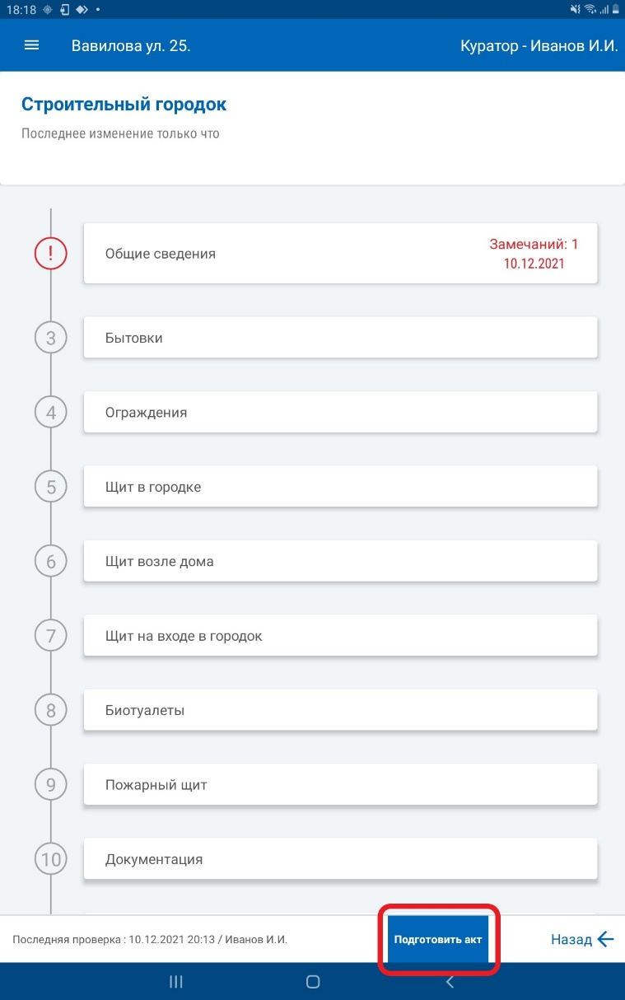 18:18
Вавилова ул. 25.
Куратор - Иванов И.И.
Строительный городок
Последнее изменение только что
! Общие сведения
Замечаний: 1
10.12.2021
3 Бытовки
4 Ограждения
5 Щит в городке
6 Щит возле дома
7 Щит на входе в городок
8 Биотуалеты
9 Пожарный щит
10 Документация
Последняя проверка : 10.12.2021 20:13 / Иванов И.И.
Подготовить акт
Назад